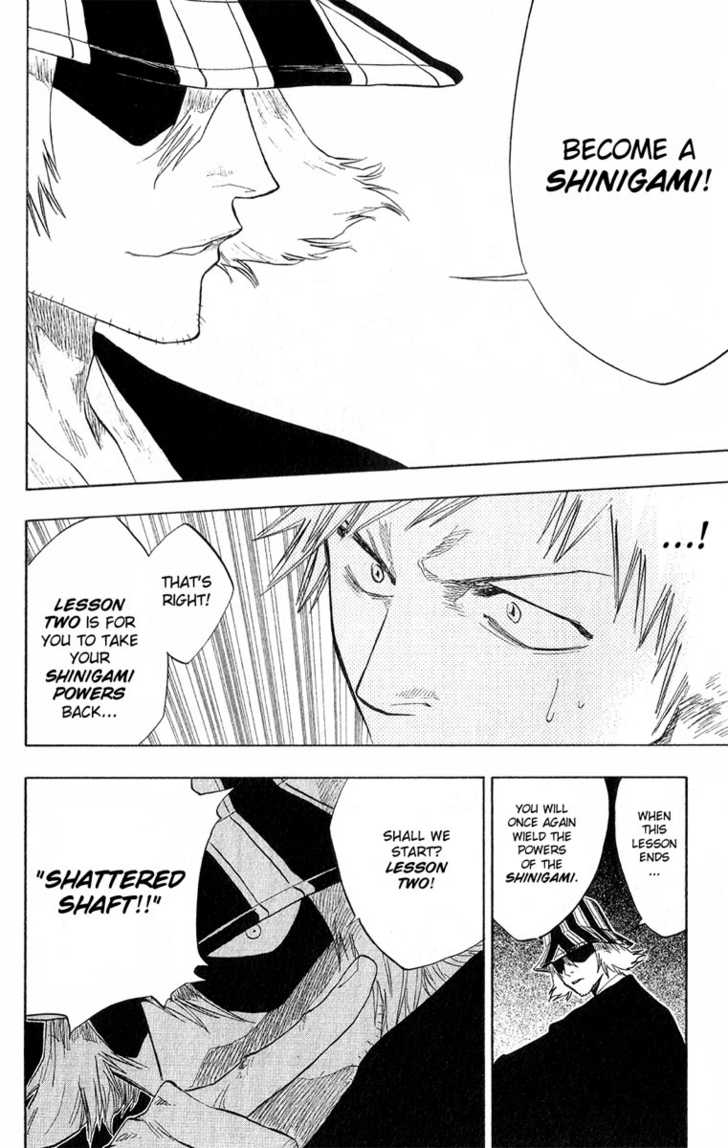 BECOME A
SHINIGAMI!
...!
THAT'S
RIGHT!
LESSON
TWO IS FOR
YOU TO TAKE
YOUR
SHINIGAMI
POWERS
BACK...
WHEN
THIS
LESSON
ENDS
...
YOU WILL
ONCE AGAIN
WIELD THE
POWERS
OF THE
SHINIGAMI.
SHALL WE
START?
LESSON
TWO!
"SHATTERED
SHAFT!!"